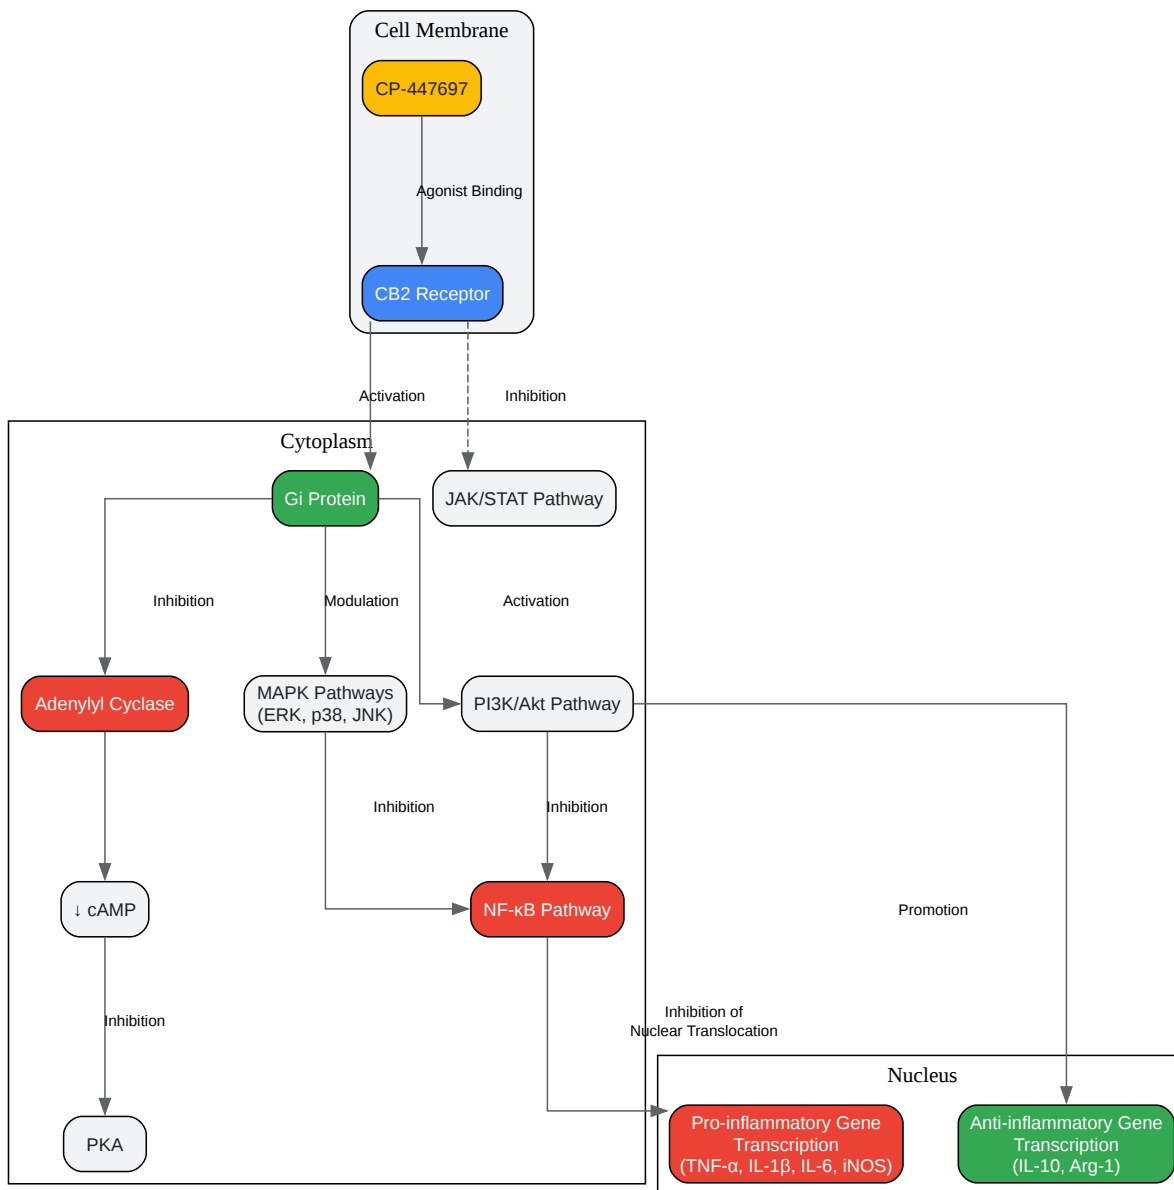 Cell Membrane
CP-447697
Agonist Binding
CB2 Receptor
Activation
Inhibition
Cytoplasm
Gi Protein
JAK/STAT Pathway
Inhibition
Modulation
Activation
Adenylyl Cyclase
MAPK Pathways
(ERK, p38, JNK)
PI3K/Akt Pathway
Inhibition
Inhibition
↓ cAMP
NF-κB Pathway
Promotion
Inhibition
Inhibition of
Nuclear Translocation
Nucleus
PKA
Pro-inflammatory Gene
Transcription
(TNF-α, IL-1β, IL-6, iNOS)
Anti-inflammatory Gene
Transcription
(IL-10, Arg-1)